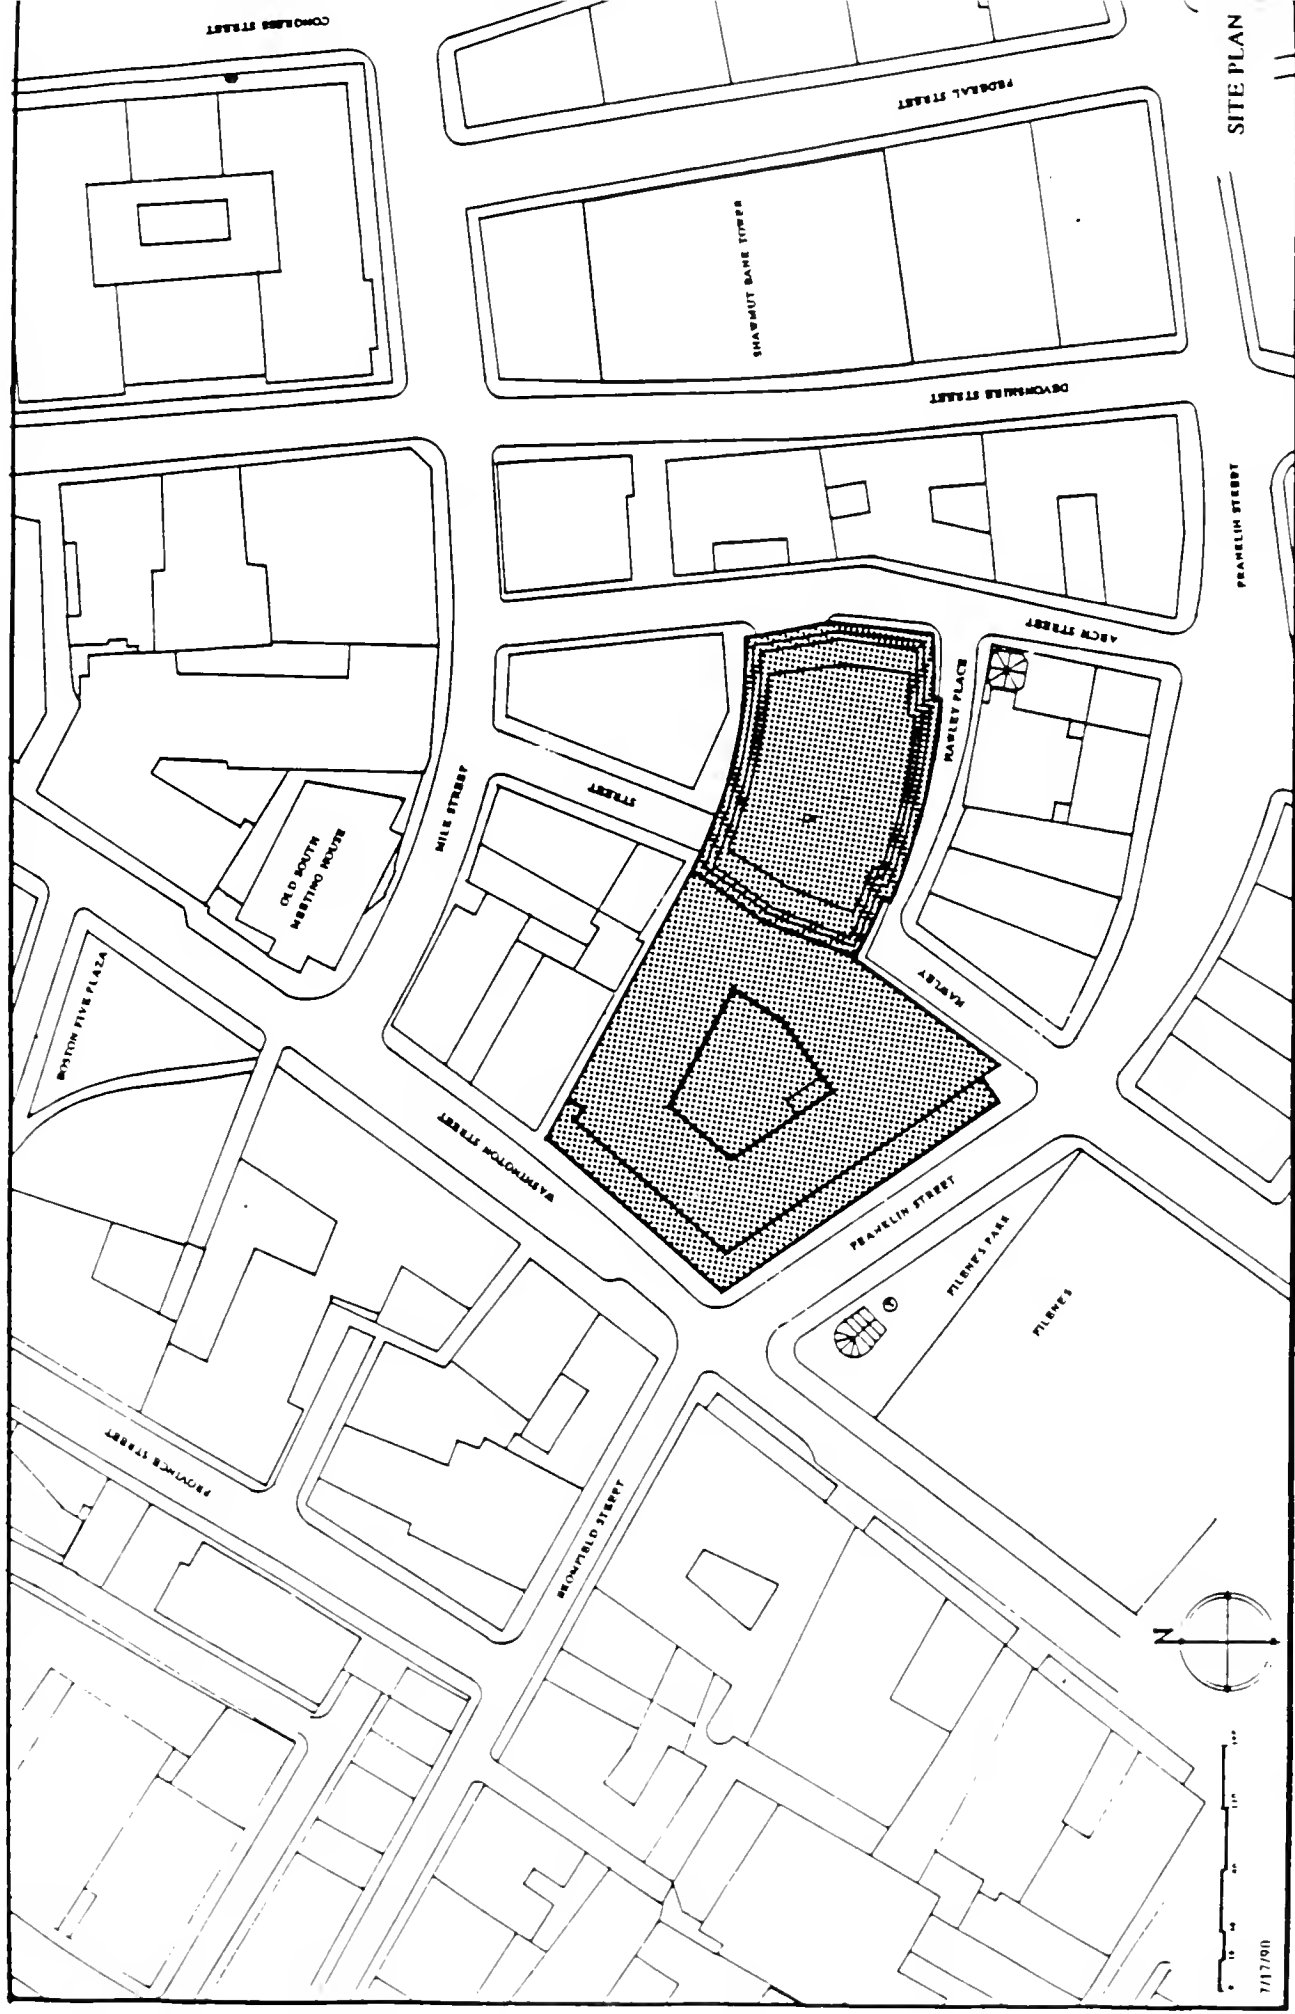 CONGRESS STREET
FEDERAL STREET
SITE PLAN
SHAWMUT BANK TOWER
DEVONSHIRE STREET
FRANKLIN STREET
ARCH STREET
HAWLEY PLACE
MILK STREET
STREET
OLD SOUTH
MEETING HOUSE
HAWLEY
BOSTON FIVE PLAZA
WASHINGTON STREET
FRANKLIN STREET
FILENE'S PARK
FILENE'S
PROVINCE STREET
BROMFIELD STREET
N
7/17/90